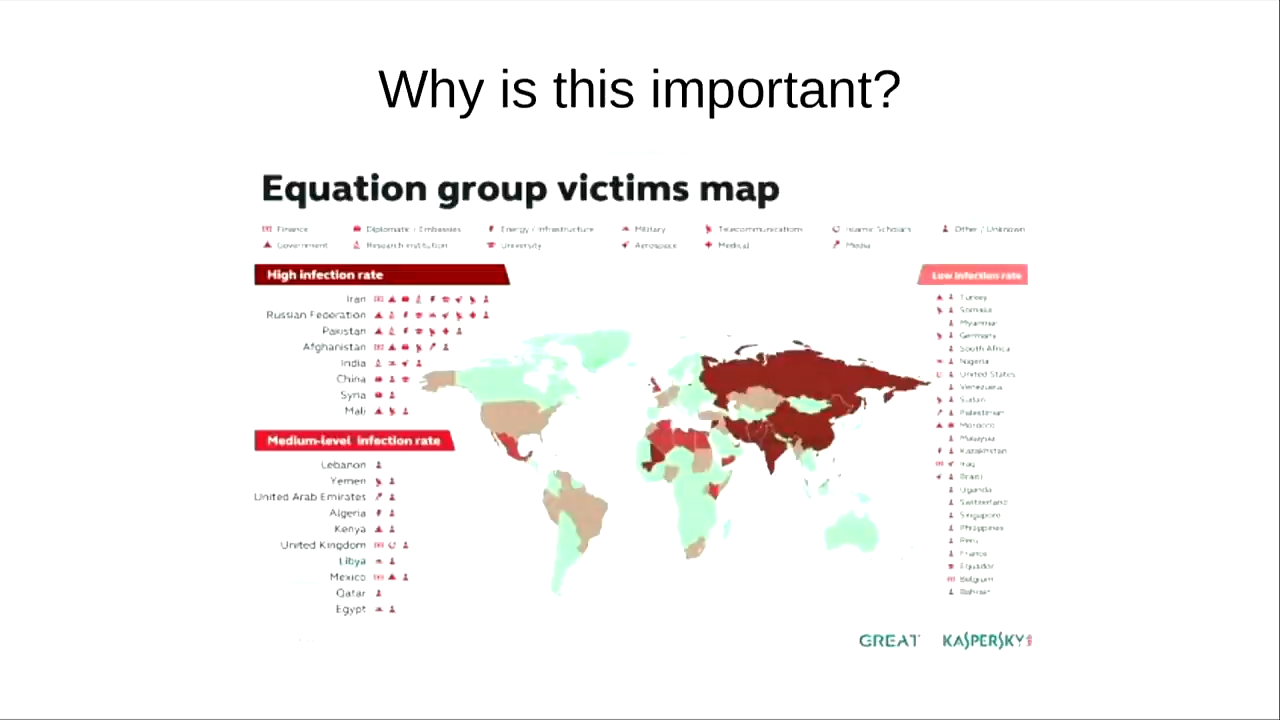 Why is this important?
Equation group victims map
Finance
Diplomatic / Embassies
Energy / Infrastructure
Military
Telecommunications
Islamic Scholars
Other / Unknown
Government
Research institution
University
Aerospace
Medical
Media
High infection rate
Iran
Russian Federation
Pakistan
Afghanistan
India
China
Syria
Mali
Medium-level infection rate
Lebanon
Yemen
United Arab Emirates
Algeria
Kenya
United Kingdom
Libya
Mexico
Qatar
Egypt
Low infection rate
Turkey
Somalia
Myanmar
Germany
South Africa
Nigeria
United States
Venezuela
Sudan
Palestinian
Morocco
Malaysia
Kazakhstan
Iraq
Brazil
Uganda
Switzerland
Singapore
Philippines
Peru
France
Equador
Belgium
Bahrain
GREAT
KASPERSKY